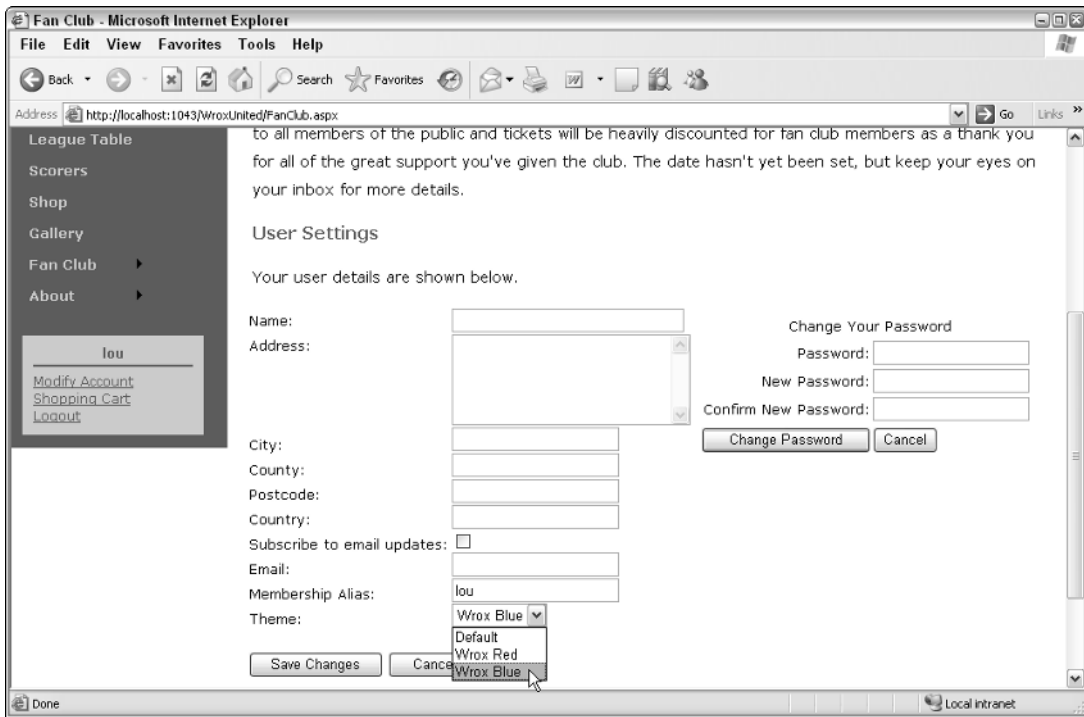 Fan Club - Microsoft Internet Explorer
File Edit View Favorites Tools Help
Back Search Favorites W
Address http://localhost:1043/WroxUnited/FanClub.aspx Go Links »
League Table
Scorers
Shop
Gallery
Fan Club
About
lou
Modify Account
Shopping Cart
Logout
to all members of the public and tickets will be heavily discounted for fan club members as a thank you
for all of the great support you've given the club. The date hasn't yet been set, but keep your eyes on
your inbox for more details.
User Settings
Your user details are shown below.
Name:
Address:
City:
County:
Postcode:
Country:
Subscribe to email updates:
Email:
Membership Alias: lou
Theme: Wrox Blue
Default
Wrox Red
Wrox Blue
Save Changes Cance
Change Your Password
Password:
New Password:
Confirm New Password:
Change Password Cancel
Done Local intranet